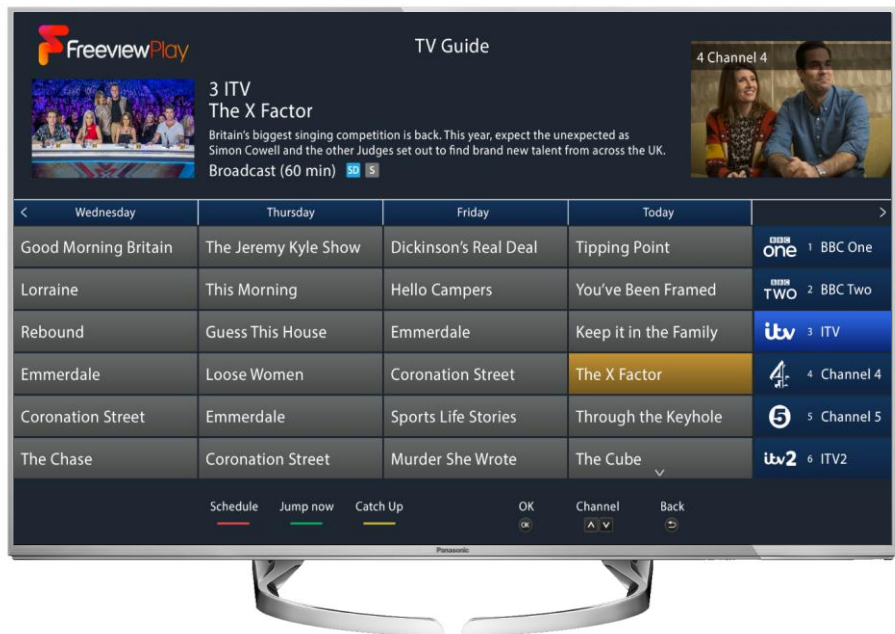 FreeviewPlay
TV Guide
4 Channel 4
3 ITV
The X Factor
Britain's biggest singing competition is back. This year, expect the unexpected as
Simon Cowell and the other Judges set out to find brand new talent from across the UK.
Broadcast (60 min) SD S
< Wednesday Thursday Friday Today >
Good Morning Britain The Jeremy Kyle Show Dickinson's Real Deal Tipping Point BBC one 1 BBC One
Lorraine This Morning Hello Campers You've Been Framed BBC TWO 2 BBC Two
Rebound Guess This House Emmerdale Keep it in the Family itv 3 ITV
Emmerdale Loose Women Coronation Street The X Factor 4 4 Channel 4
Coronation Street Emmerdale Sports Life Stories Through the Keyhole 5 5 Channel 5
The Chase Coronation Street Murder She Wrote The Cube itv2 6 ITV2
Schedule Jump now Catch Up OK Channel Back
OK
Panasonic